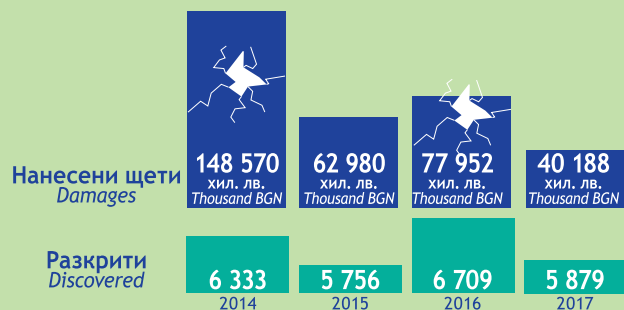 148 570 62 980 77 952 40 188
Нанесени щети хил. лв. хил. лв. хил. лв. хил. лв.
Damages Thousand BGN Thousand BGN Thousand BGN Thousand BGN
Разкрити
Discovered 6 333 5 756 6 709 5 879
2014 2015 2016 2017